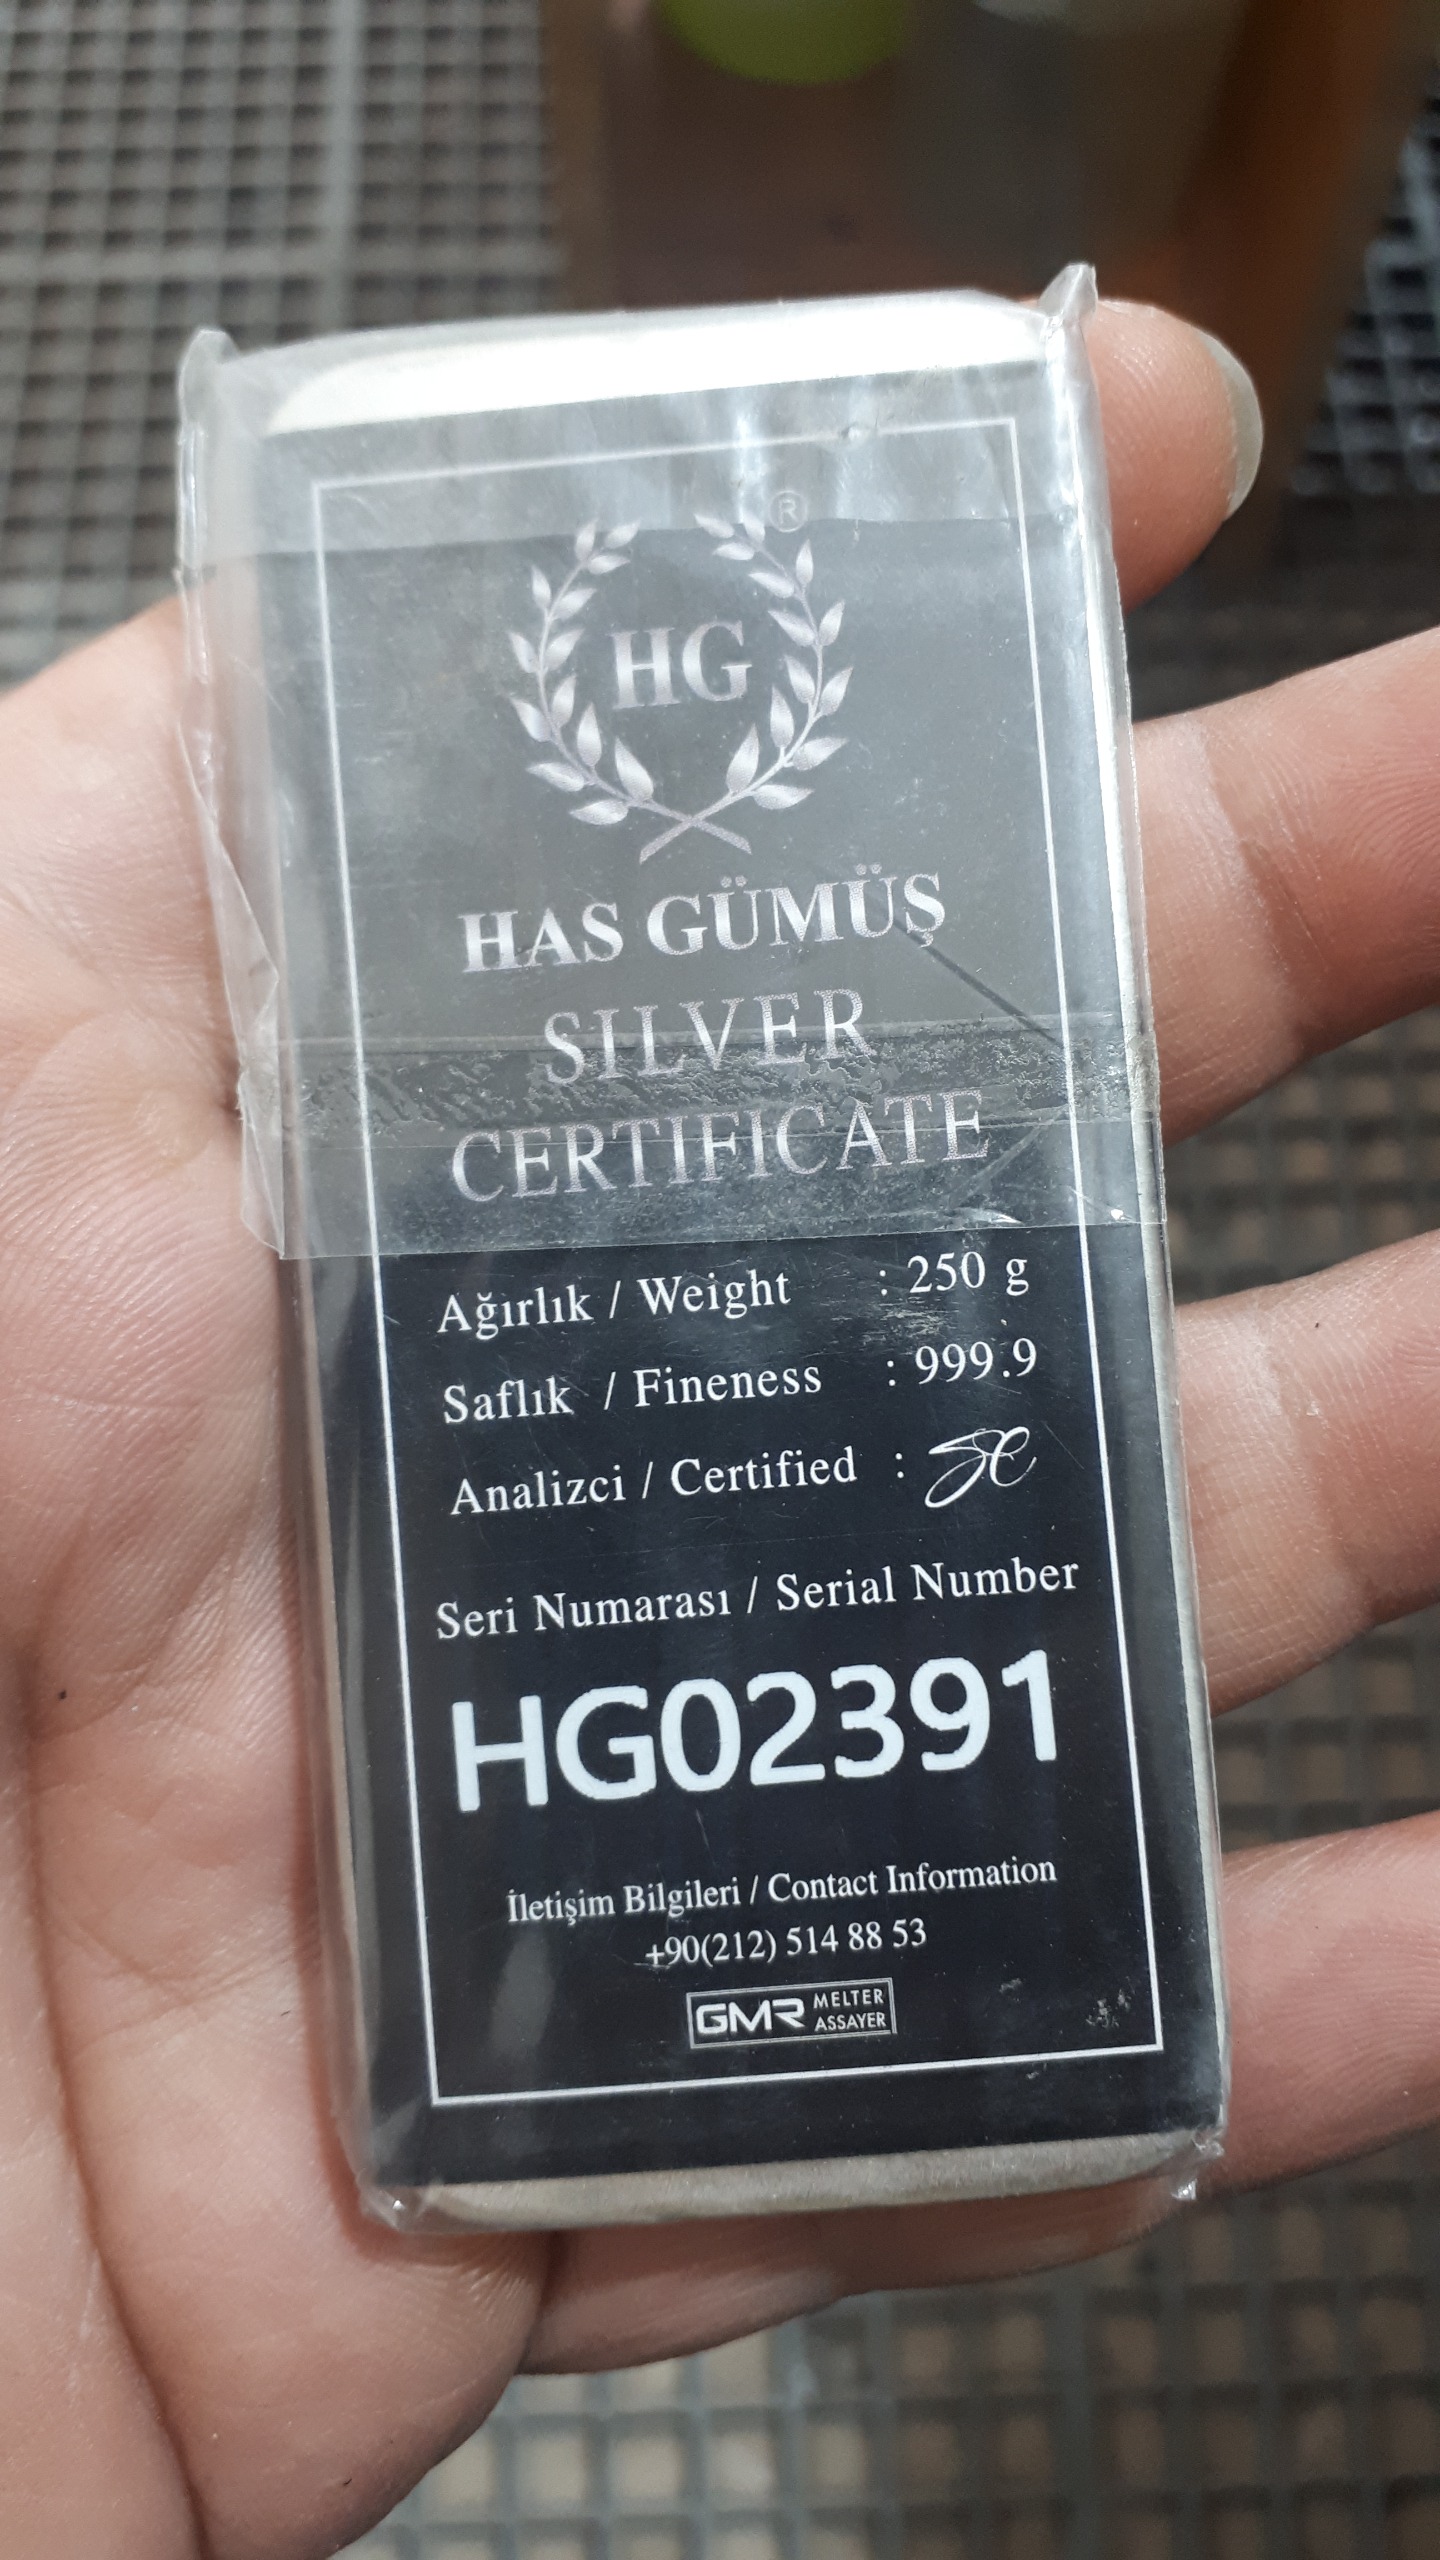 ®
HG
HAS GÜMÜŞ
SILVER
CERTIFICATE
Ağırlık / Weight : 250 g
Saflık / Fineness : 999.9
Analizci / Certified : SC
Seri Numarası / Serial Number
HG02391
İletişim Bilgileri / Contact Information
+90(212) 514 88 53
GMR MELTER
ASSAYER